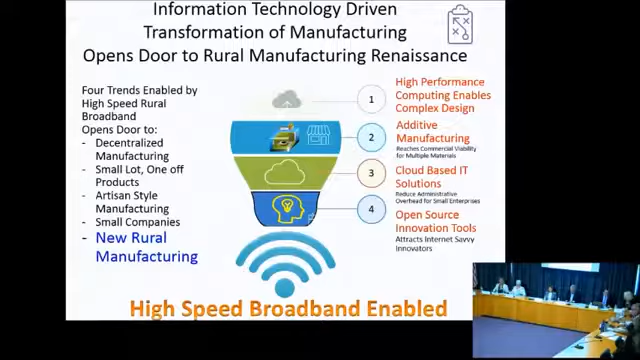 Information Technology Driven
Transformation of Manufacturing
Opens Door to Rural Manufacturing Renaissance
Four Trends Enabled by
High Speed Rural
Broadband
Opens Door to:
- Decentralized
Manufacturing
- Small Lot, One off
Products
- Artisan Style
Manufacturing
- Small Companies
- New Rural
Manufacturing
1
High Performance
Computing Enables
Complex Design
2
Additive
Manufacturing
Reaches Commercial Viability
for Multiple Materials
3
Cloud Based IT
Solutions
Reduce Administrative
Overhead for Small Enterprises
4
Open Source
Innovation Tools
Attracts Internet Savvy
Innovators
High Speed Broadband Enabled